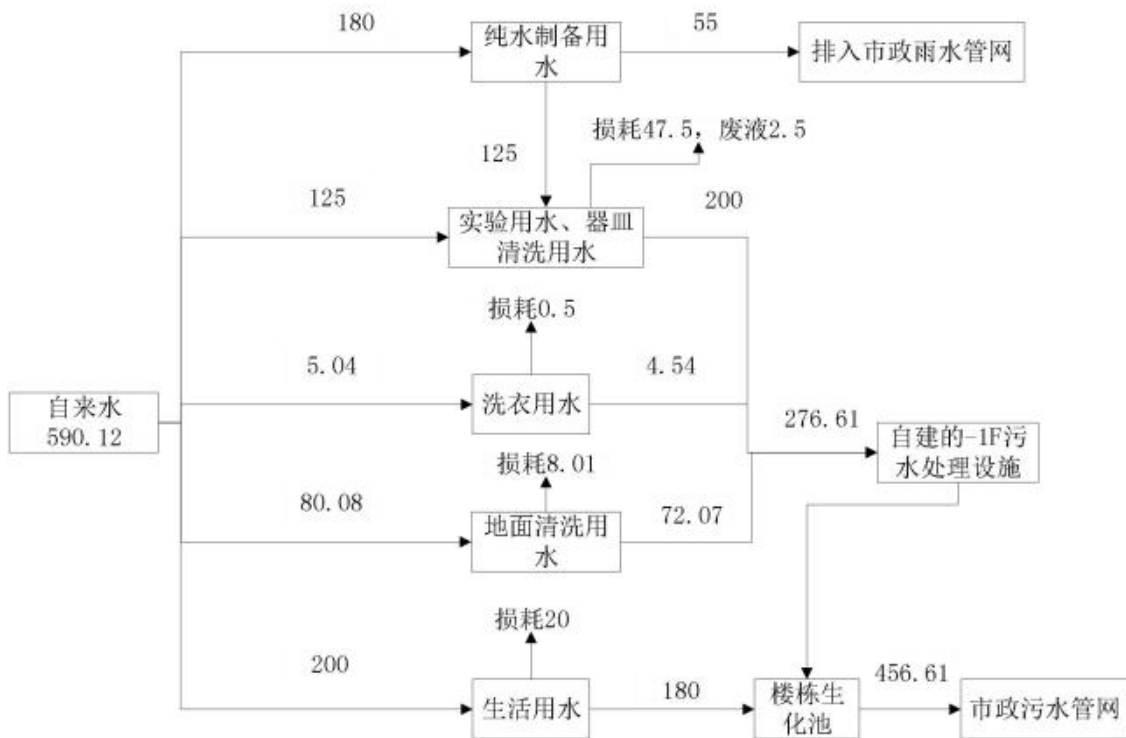 180
纯水制备用
水
55
排入市政雨水管网
125
损耗47.5，废液2.5
125
实验用水、器皿
清洗用水
200
损耗0.5
5.04
洗衣用水
4.54
自来水
590.12
276.61
自建的-1F污
水处理设施
损耗8.01
80.08
地面清洗用
水
72.07
损耗20
200
生活用水
180
楼栋生
化池
456.61
市政污水管网